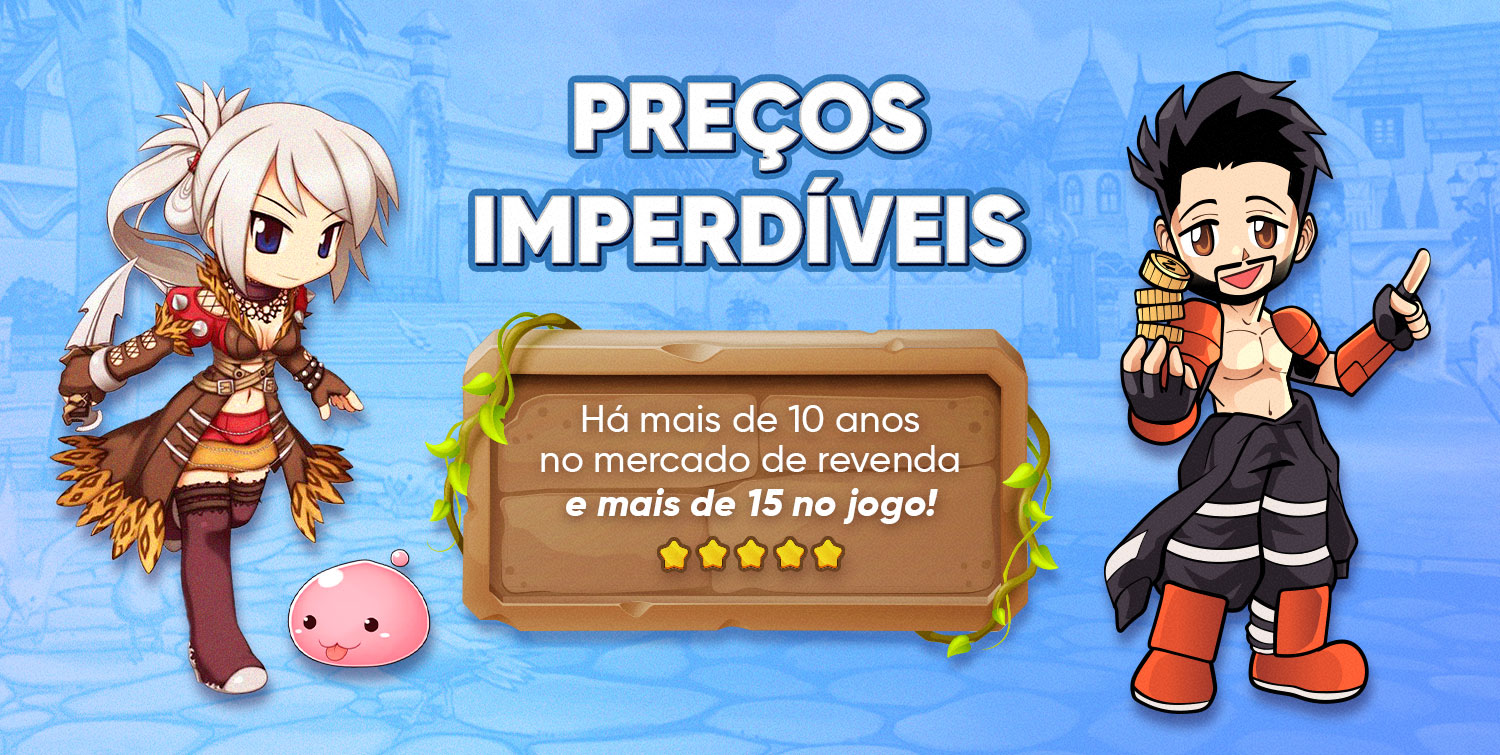 PREÇOS
IMPERDÍVEIS
Há mais de 10 anos
no mercado de revenda
e mais de 15 no jogo!